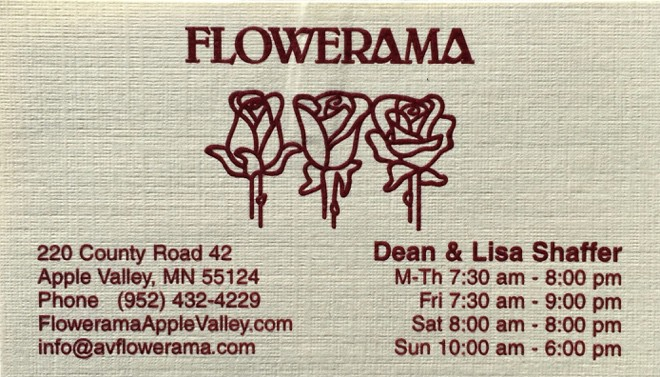 FLOWERAMA
220 County Road 42
Apple Valley, MN 55124
Phone (952) 432-4229
FloweramaAppleValley.com
info@avflowerama.com
Dean & Lisa Shaffer
M-Th 7:30 am - 8:00 pm
Fri 7:30 am - 9:00 pm
Sat 8:00 am - 8:00 pm
Sun 10:00 am - 6:00 pm